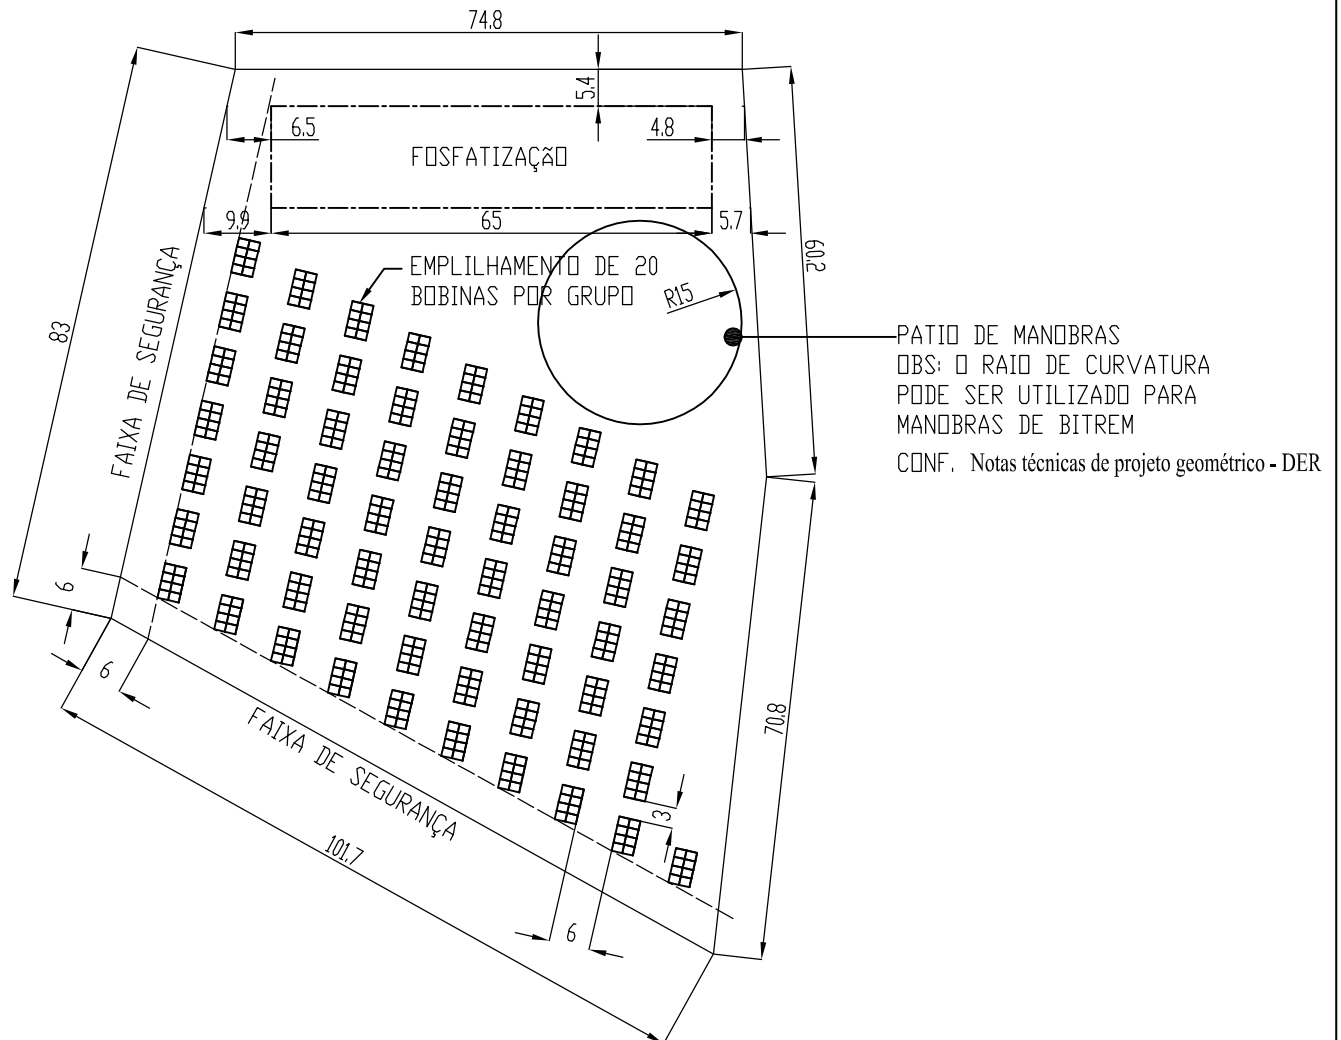 74.8
5.4
6.5
4.8
FOSFATIZAÇÃO
9.9
65
5.7
60.2
EMPLILHAMENTO DE 20
BOBINAS POR GRUPO
R15
83
FAIXA DE SEGURANÇA
PATIO DE MANOBRAS
OBS: O RAIO DE CURVATURA
PODE SER UTILIZADO PARA
MANOBRAS DE BITREM
CONF. Notas técnicas de projeto geométrico - DER
6
6
FAIXA DE SEGURANÇA
70.8
101.7
3
6